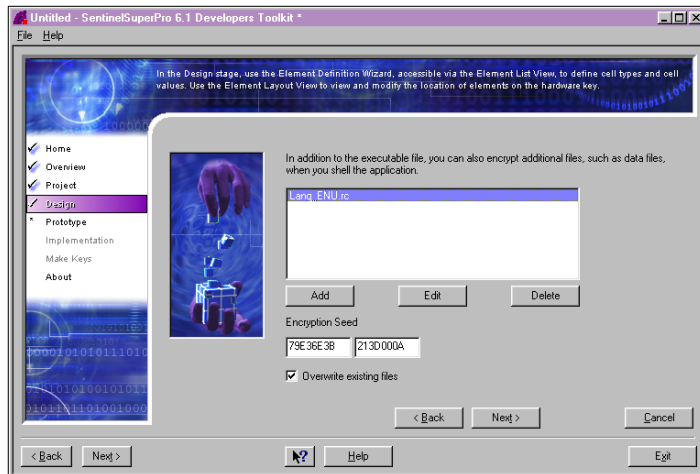 Untitled - SentinelSuperPro 6.1 Developers Toolkit *
File Help
In the Design stage, use the Element Definition Wizard, accessible via the Element List View, to define cell types and cell
values. Use the Element Layout View to view and modify the location of elements on the hardware key.
Home
Overview
Project
Design
* Prototype
Implementation
Make Keys
About
In addition to the executable file, you can also encrypt additional files, such as data files,
when you shell the application.
Lang_ENU.rc
Add Edit Delete
Encryption Seed
79E36E3B 213D000A
Overwrite existing files
< Back Next > Cancel
< Back Next > Help Exit